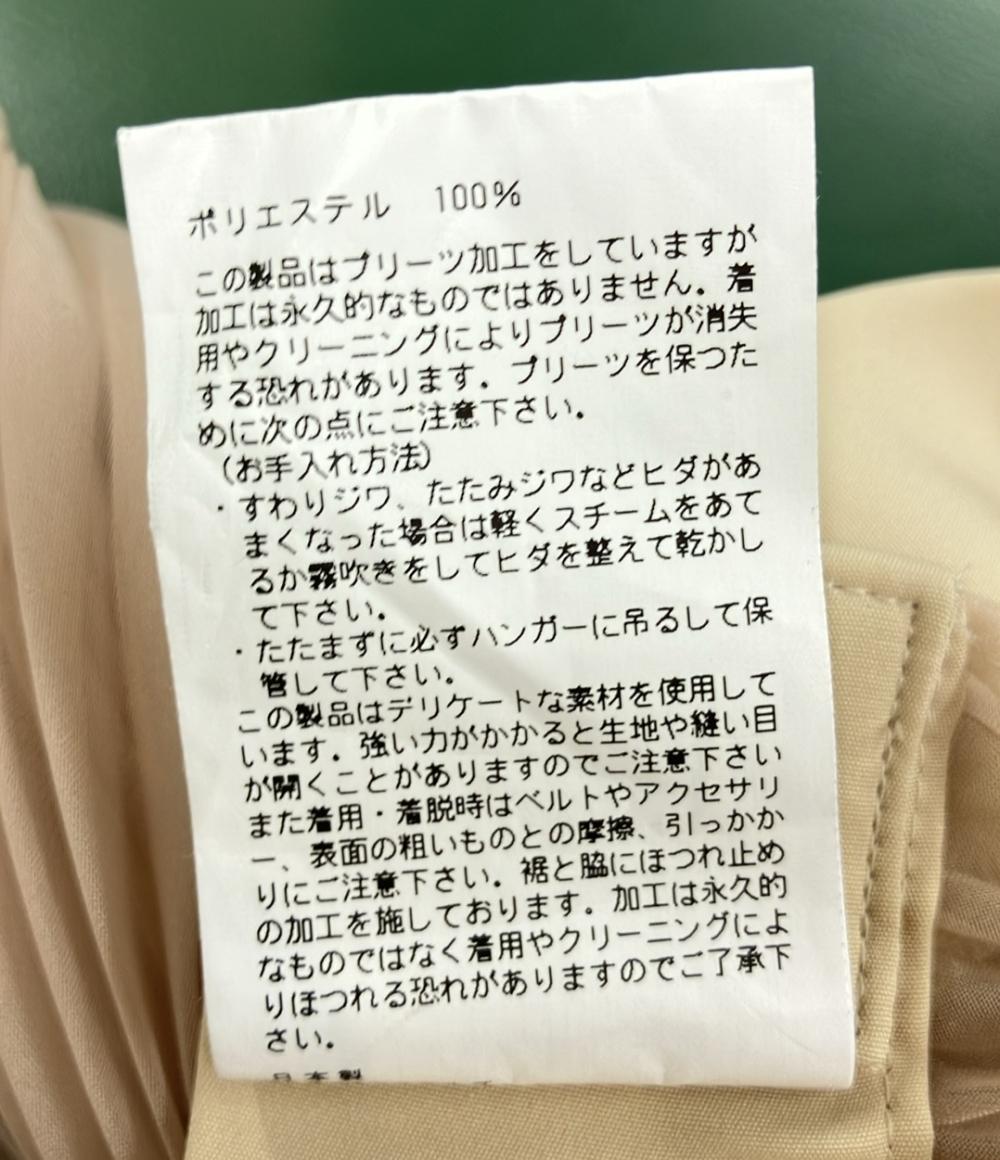 ポリエステル　100%
この製品はプリーツ加工をしていますが
加工は永久的なものではありません。着
用やクリーニングによりプリーツが消失
する恐れがあります。プリーツを保つた
めに次の点にご注意下さい。
（お手入れ方法）
・すわりジワ、たたみジワなどヒダがあ
まくなった場合は軽くスチームをあて
るか霧吹きをしてヒダを整えて乾かし
て下さい。
・たたまずに必ずハンガーに吊るして保
管して下さい。
この製品はデリケートな素材を使用して
います。強い力がかかると生地や縫い目
が開くことがありますのでご注意下さい
また着用・着脱時はベルトやアクセサリ
ー、表面の粗いものとの摩擦、引っかか
りにご注意下さい。裾と脇にほつれ止め
の加工を施しております。加工は永久的
なものではなく着用やクリーニングによ
りほつれる恐れがありますのでご了承下
さい。